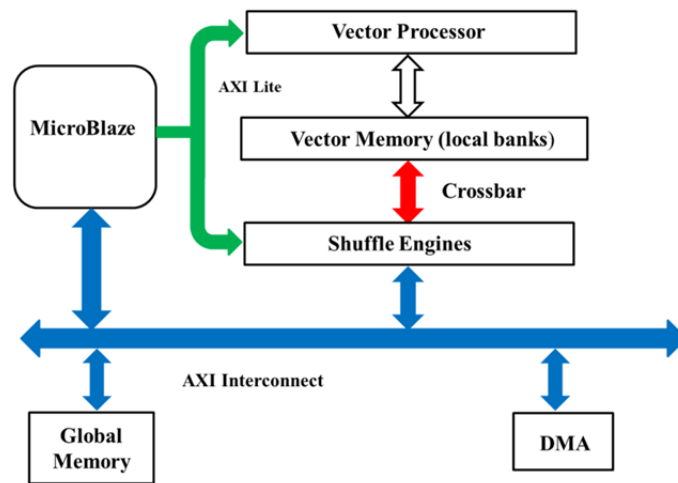 Vector Processor
AXI Lite
MicroBlaze
Vector Memory (local banks)
Crossbar
Shuffle Engines
AXI Interconnect
Global
Memory
DMA